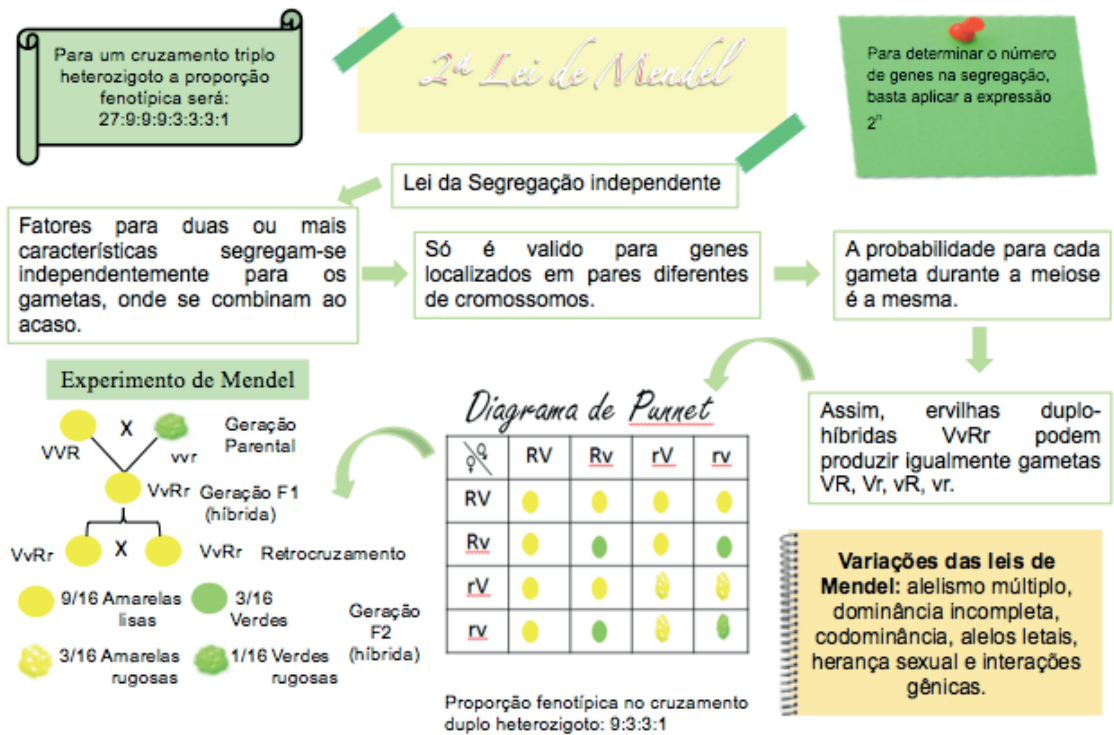 Para um cruzamento triplo
heterozigoto a proporção
fenotípica será:
27:9:9:9:3:3:3:1
2ª Lei de Mendel
Para determinar o número
de genes na segregação,
basta aplicar a expressão
2ⁿ
Lei da Segregação independente
Fatores para duas ou mais
características segregam-se
independentemente para os
gametas, onde se combinam ao
acaso.
Só é valido para genes
localizados em pares diferentes
de cromossomos.
A probabilidade para cada
gameta durante a meiose
é a mesma.
Assim, ervilhas duplo-
híbridas VvRr podem
produzir igualmente gametas
VR, Vr, vR, vr.
Experimento de Mendel
VVR X vvr Geração
Parental
VvRr Geração F1
(híbrida)
VvRr X VvRr Retrocruzamento
9/16 Amarelas
lisas
3/16
Verdes
3/16 Amarelas
rugosas
1/16 Verdes
rugosas
Geração
F2
(híbrida)
Diagrama de Punnet
♀ ♂ RV Rv rV rv
RV
Rv
rV
rv
Proporção fenotípica no cruzamento
duplo heterozigoto: 9:3:3:1
Variações das leis de
Mendel: alelismo múltiplo,
dominância incompleta,
codominância, alelos letais,
herança sexual e interações
gênicas.